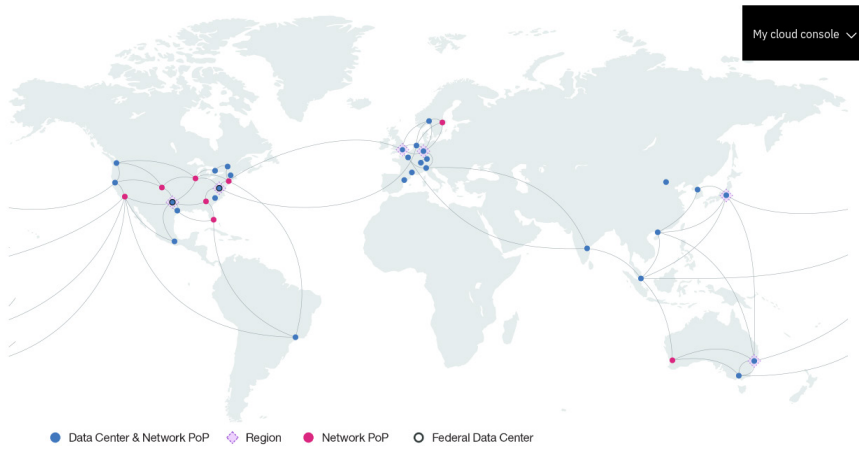 My cloud console
Data Center & Network PoP
Region
Network PoP
Federal Data Center